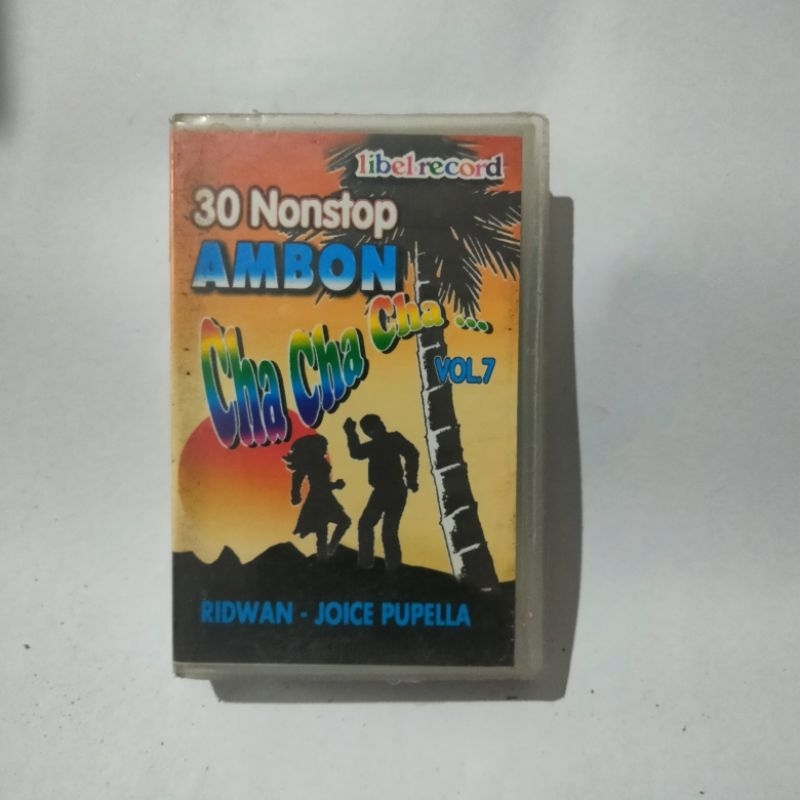 libel record
30 Nonstop
AMBON
Cha Cha Cha ...
VOL.7
RIDWAN - JOICE PUPELLA